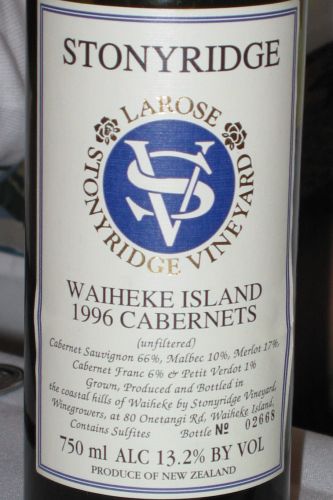 STONYRIDGE
LAROSE
STONYRIDGE VINEYARD
SV
WAIHEKE ISLAND
1996 CABERNETS
(unfiltered)
Cabernet Sauvignon 66%, Malbec 10%, Merlot 17%,
Cabernet Franc 6% & Petit Verdot 1%
Grown, Produced and Bottled in
the coastal hills of Waiheke by Stonyridge Vineyard,
Winegrowers, at 80 Onetangi Rd, Waiheke Island,
Contains Sulfites Bottle No 02668
750 ml ALC 13.2% BY VOL
PRODUCE OF NEW ZEALAND